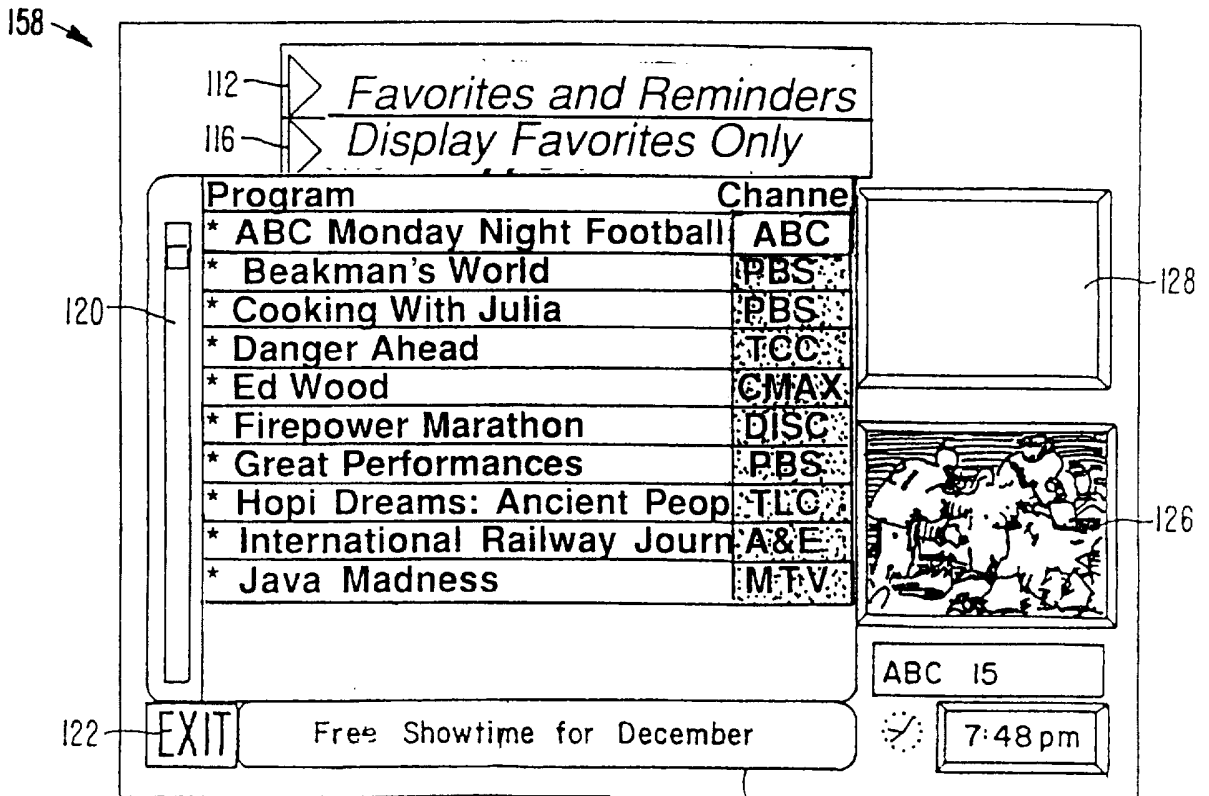 158
112
Favorites and Reminders
116
Display Favorites Only
Program Channe
* ABC Monday Night Football ABC
* Beakman's World PBS
* Cooking With Julia PBS
* Danger Ahead TCC
* Ed Wood CMAX
* Firepower Marathon DISC
* Great Performances PBS
* Hopi Dreams: Ancient Peop TLC
* International Railway Journ A&E
* Java Madness MTV
120
128
126
ABC 15
122
EXIT
Free Showtime for December
7:48pm